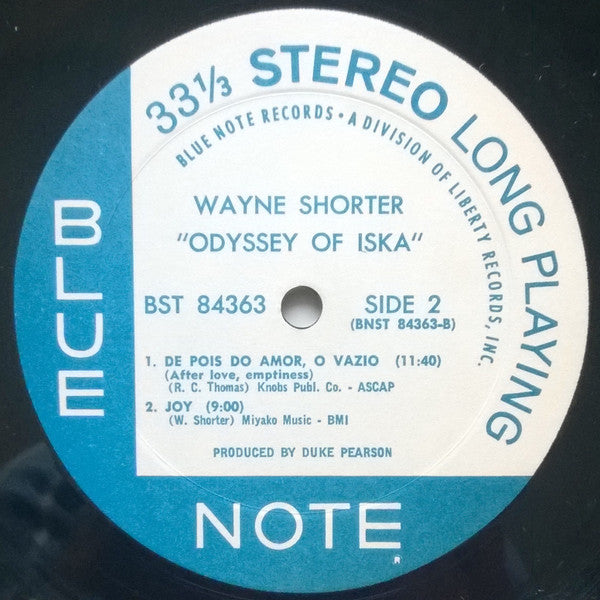 33⅓ STEREO LONG PLAYING
BLUE NOTE RECORDS • A DIVISION OF LIBERTY RECORDS, INC.
WAYNE SHORTER
"ODYSSEY OF ISKA"
BST 84363
SIDE 2
(BNST 84363-B)
1. DE POIS DO AMOR, O VAZIO (11:40)
(After love, emptiness)
(R. C. Thomas) Knobs Publ. Co. - ASCAP
2. JOY (9:00)
(W. Shorter) Miyako Music - BMI
PRODUCED BY DUKE PEARSON
BLUE
NOTE
®